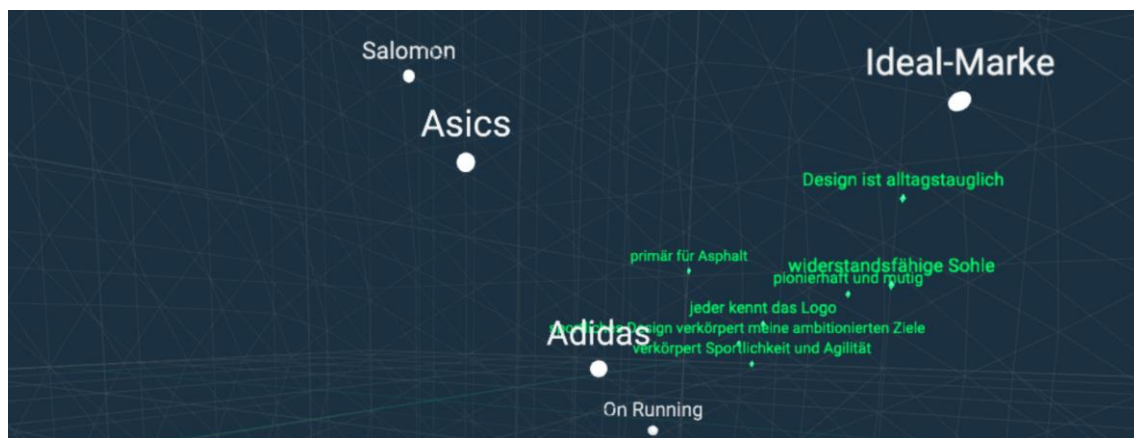 Salomon
Ideal-Marke
Asics
Design ist alltagstauglich
primär für Asphalt
widerstandsfähige Sohle
pionierhaft und mutig
jeder kennt das Logo
sportliches Design verkörpert meine ambitionierten Ziele
Adidas
verkörpert Sportlichkeit und Agilität
On Running